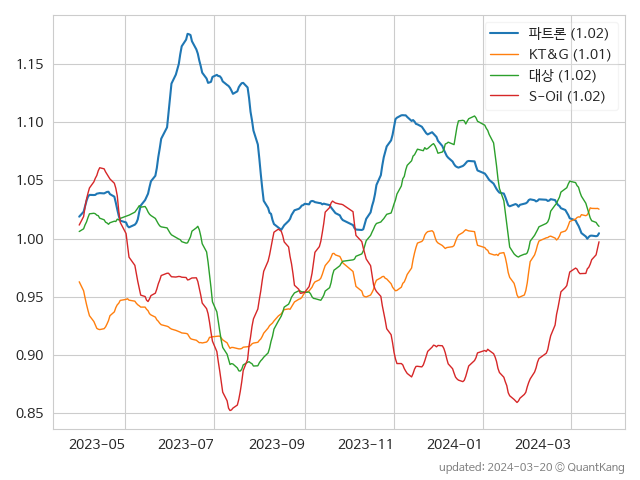 파트론 (1.02)
KT&G (1.01)
대상 (1.02)
S-Oil (1.02)
1.15
1.10
1.05
1.00
0.95
0.90
0.85
2023-05 2023-07 2023-09 2023-11 2024-01 2024-03
updated: 2024-03-20 © QuantKang